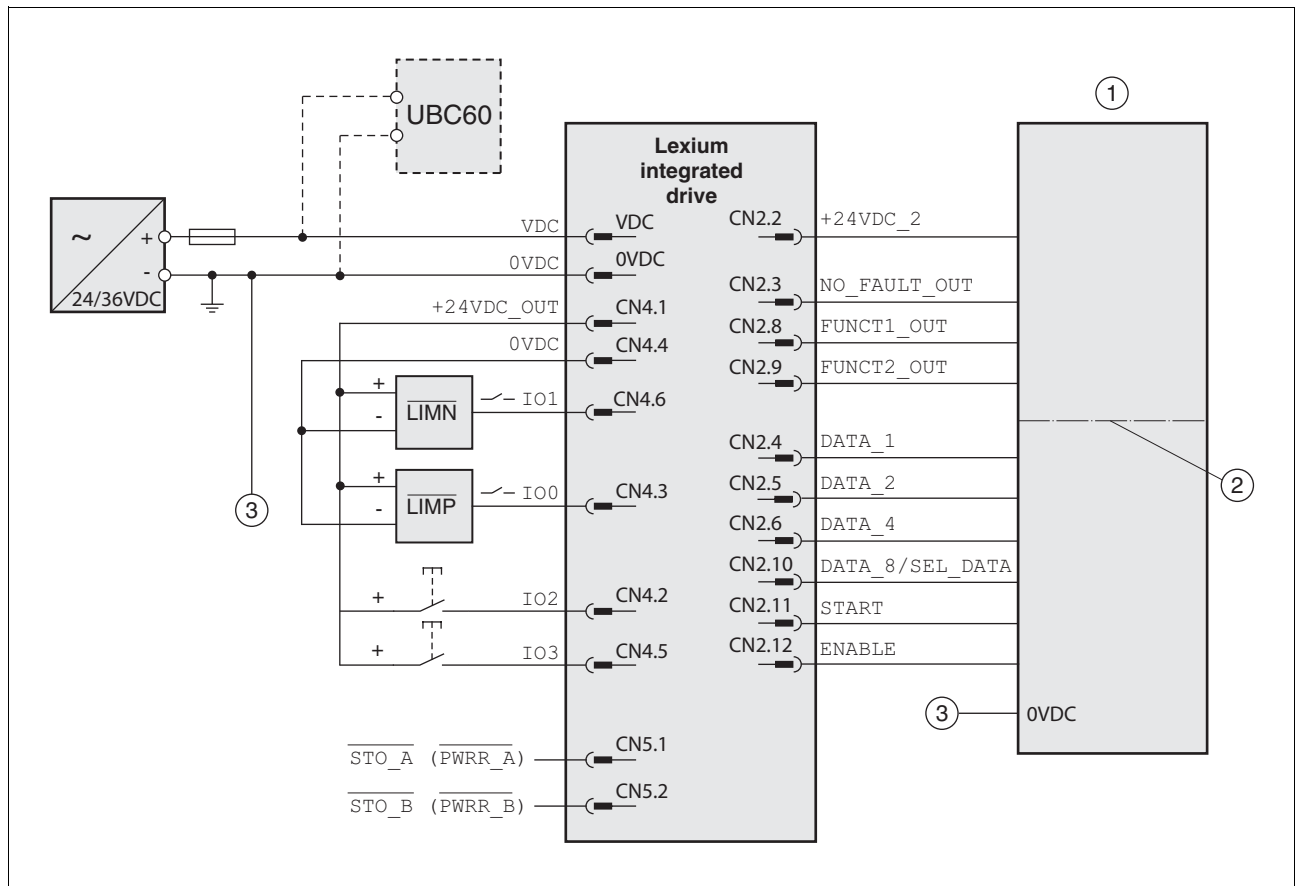 UBC60
1
Lexium
integrated
drive
~
+
-
24/36VDC
VDC
VDC
0VDC
0VDC
+24VDC_OUT
CN4.1
0VDC
CN4.4
+
-
LIMN
IO1
CN4.6
+
-
LIMP
IO0
CN4.3
3
+
IO2
CN4.2
+
IO3
CN4.5
STO_A (PWRR_A)
CN5.1
STO_B (PWRR_B)
CN5.2
CN2.2
+24VDC_2
CN2.3
NO_FAULT_OUT
CN2.8
FUNCT1_OUT
CN2.9
FUNCT2_OUT
CN2.4
DATA_1
CN2.5
DATA_2
2
CN2.6
DATA_4
CN2.10
DATA_8/SEL_DATA
CN2.11
START
CN2.12
ENABLE
3
0VDC